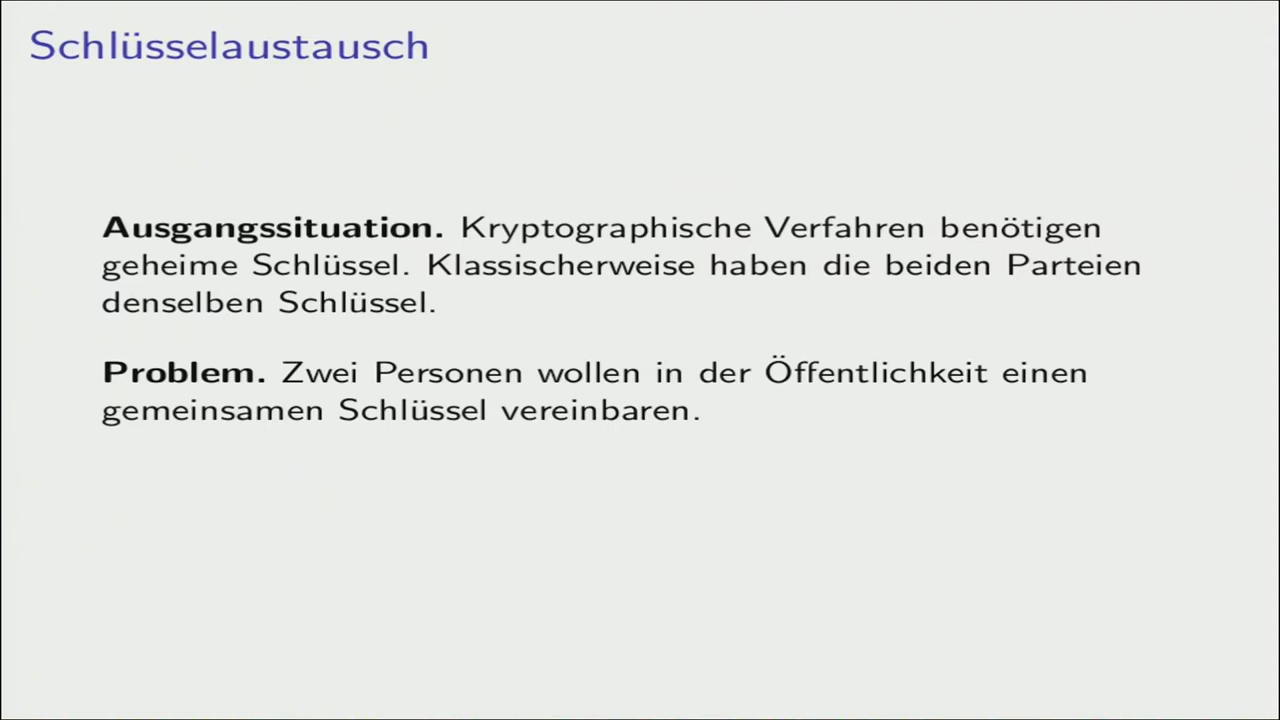 Schlüsselaustausch
Ausgangssituation. Kryptographische Verfahren benötigen
geheime Schlüssel. Klassischerweise haben die beiden Parteien
denselben Schlüssel.
Problem. Zwei Personen wollen in der Öffentlichkeit einen
gemeinsamen Schlüssel vereinbaren.